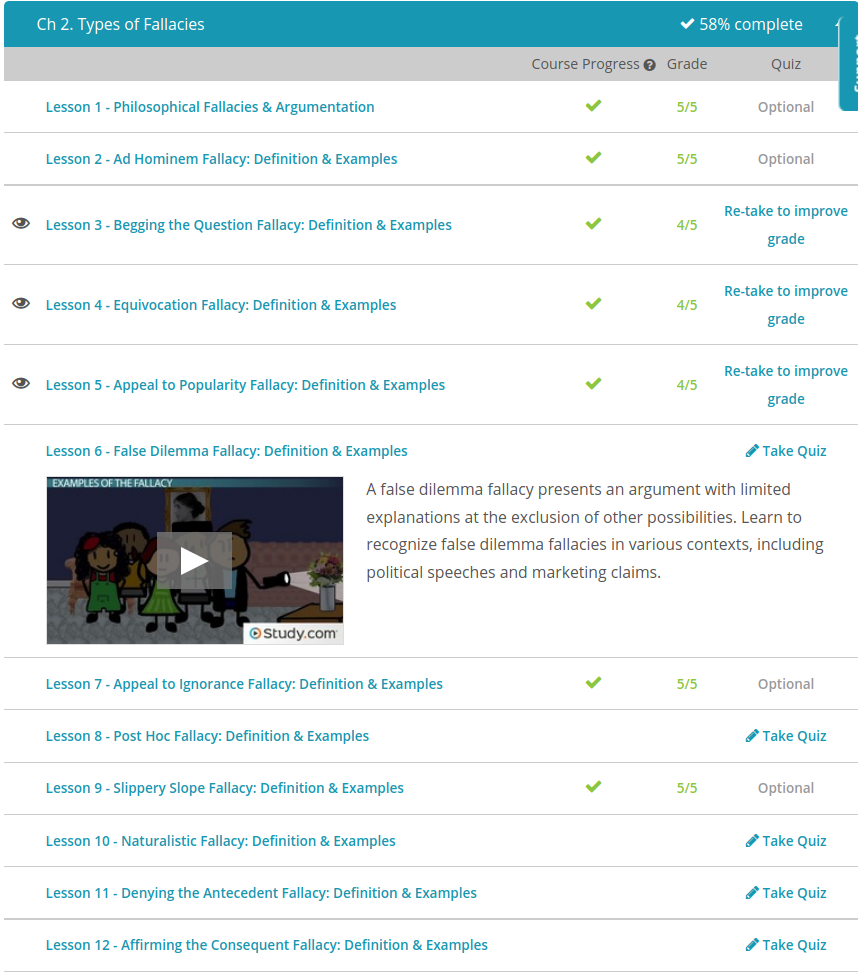 Ch 2. Types of Fallacies 58% complete
Course Progress Grade Quiz
Lesson 1 - Philosophical Fallacies & Argumentation 5/5 Optional
Lesson 2 - Ad Hominem Fallacy: Definition & Examples 5/5 Optional
Lesson 3 - Begging the Question Fallacy: Definition & Examples 4/5 Re-take to improve
grade
Lesson 4 - Equivocation Fallacy: Definition & Examples 4/5 Re-take to improve
grade
Lesson 5 - Appeal to Popularity Fallacy: Definition & Examples 4/5 Re-take to improve
grade
Lesson 6 - False Dilemma Fallacy: Definition & Examples Take Quiz
EXAMPLES OF THE FALLACY
Study.com
A false dilemma fallacy presents an argument with limited
explanations at the exclusion of other possibilities. Learn to
recognize false dilemma fallacies in various contexts, including
political speeches and marketing claims.
Lesson 7 - Appeal to Ignorance Fallacy: Definition & Examples 5/5 Optional
Lesson 8 - Post Hoc Fallacy: Definition & Examples Take Quiz
Lesson 9 - Slippery Slope Fallacy: Definition & Examples 5/5 Optional
Lesson 10 - Naturalistic Fallacy: Definition & Examples Take Quiz
Lesson 11 - Denying the Antecedent Fallacy: Definition & Examples Take Quiz
Lesson 12 - Affirming the Consequent Fallacy: Definition & Examples Take Quiz